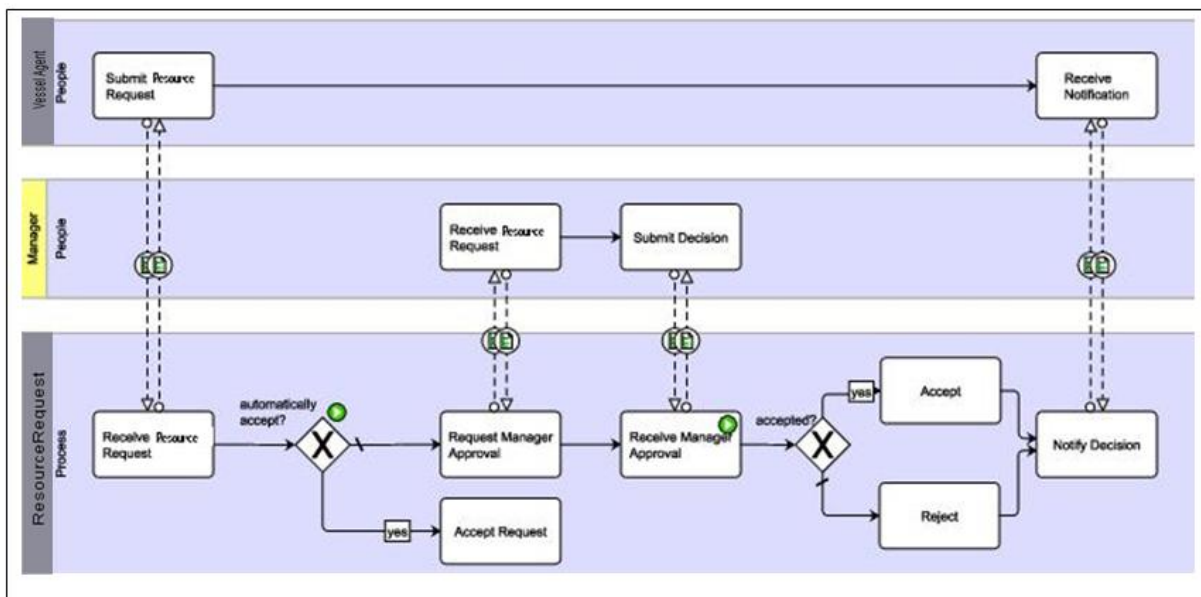 Vessel Agent
People
Submit Resource
Request
Receive
Notification
Manager
People
Receive Resource
Request
Submit Decision
ResourceRequest
Process
Receive Resource
Request
automatically
accept?
X
yes
Request Manager
Approval
Accept Request
Receive Manager
Approval
accepted?
X
yes
Accept
Reject
Notify Decision